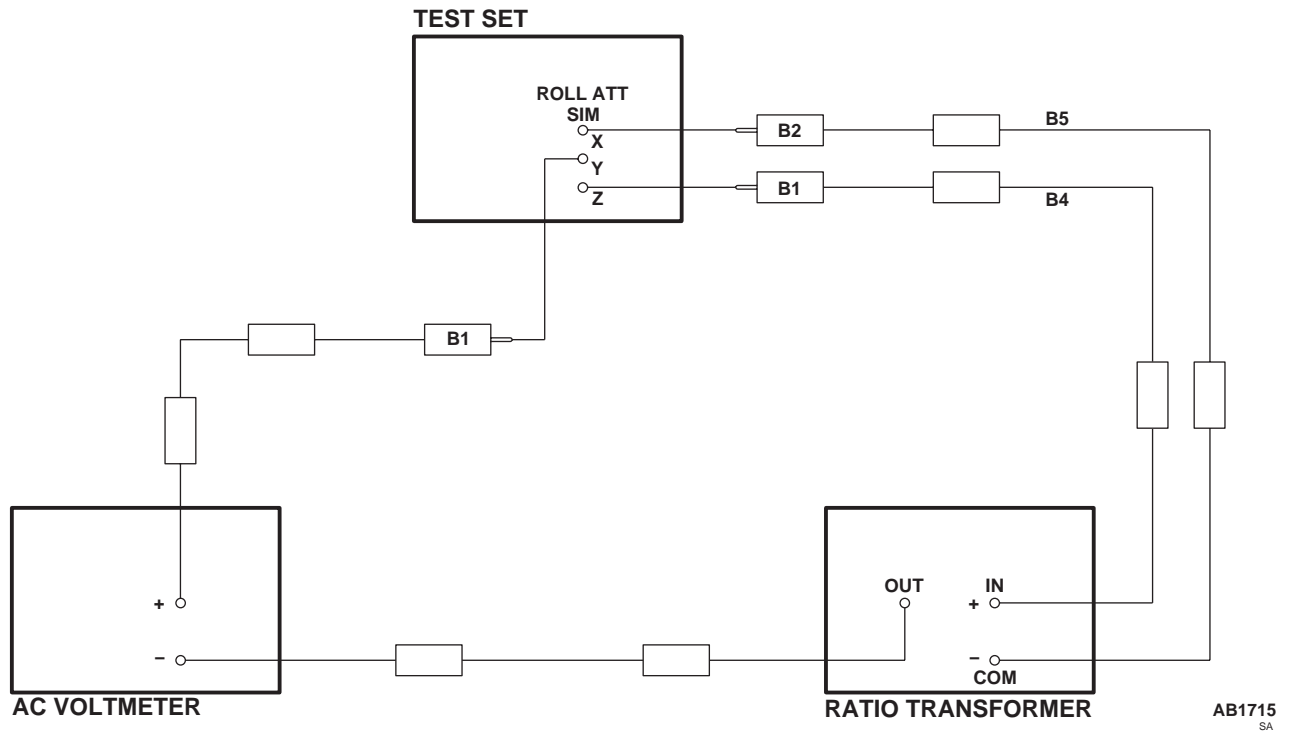 TEST SET
ROLL ATT
SIM
X
Y
Z
B2
B5
B1
B4
B1
OUT
IN
+
+
–
–
COM
AC VOLTMETER
RATIO TRANSFORMER
AB1715
SA